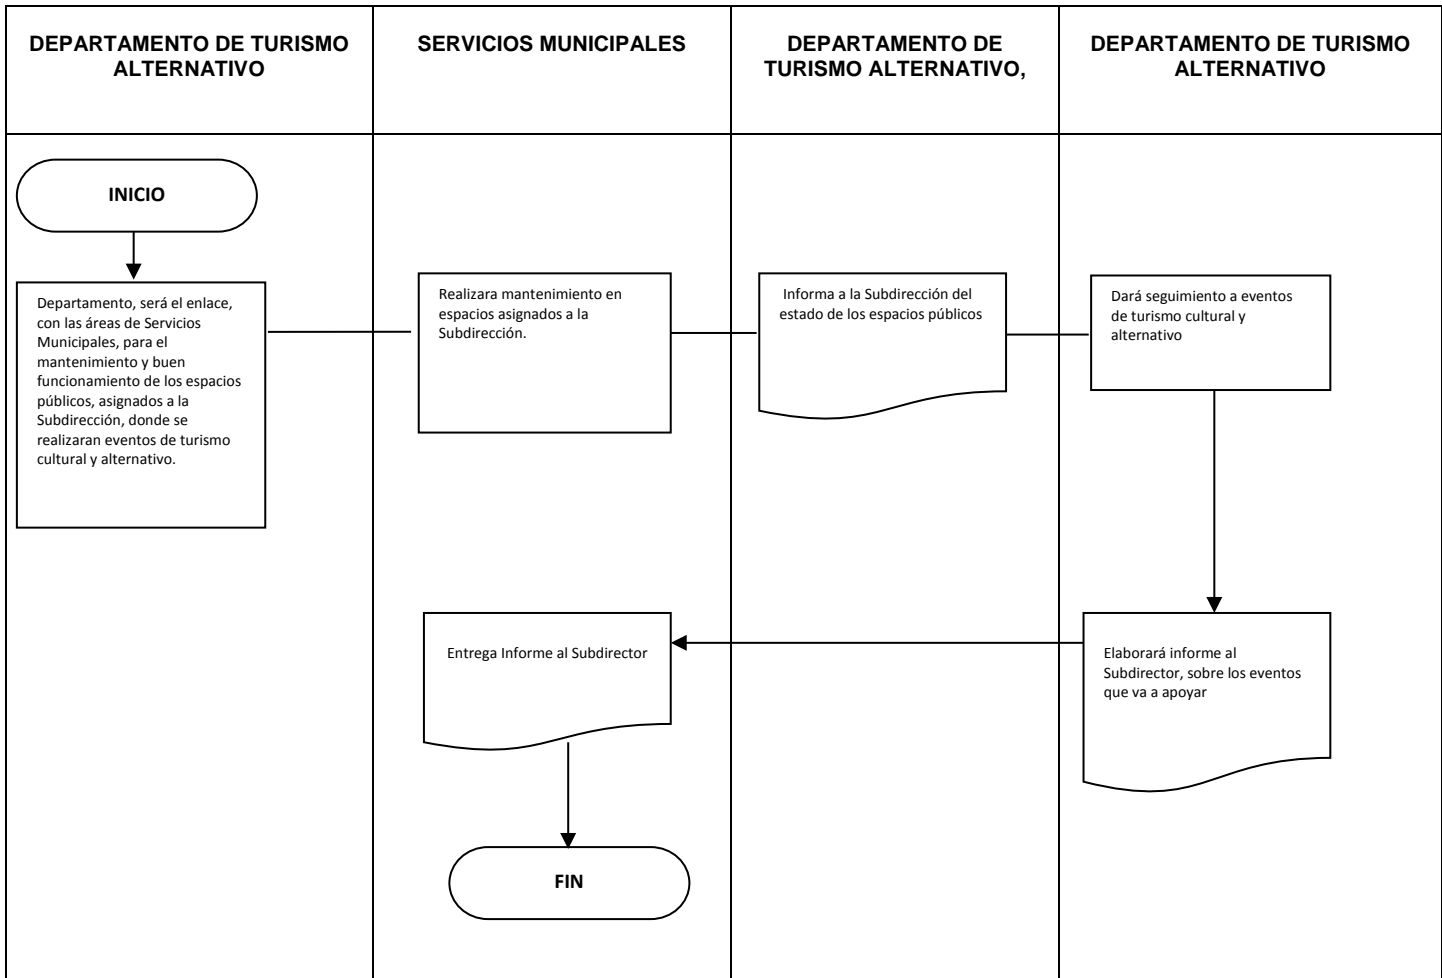 DEPARTAMENTO DE TURISMO
ALTERNATIVO
SERVICIOS MUNICIPALES
DEPARTAMENTO DE
TURISMO ALTERNATIVO,
DEPARTAMENTO DE TURISMO
ALTERNATIVO
INICIO
Departamento, será el enlace,
con las áreas de Servicios
Municipales, para el
mantenimiento y buen
funcionamiento de los espacios
públicos, asignados a la
Subdirección, donde se
realizaran eventos de turismo
cultural y alternativo.
Realizara mantenimiento en
espacios asignados a la
Subdirección.
Informa a la Subdirección del
estado de los espacios públicos
Dará seguimiento a eventos
de turismo cultural y
alternativo
Elaborará informe al
Subdirector, sobre los eventos
que va a apoyar
Entrega Informe al Subdirector
FIN